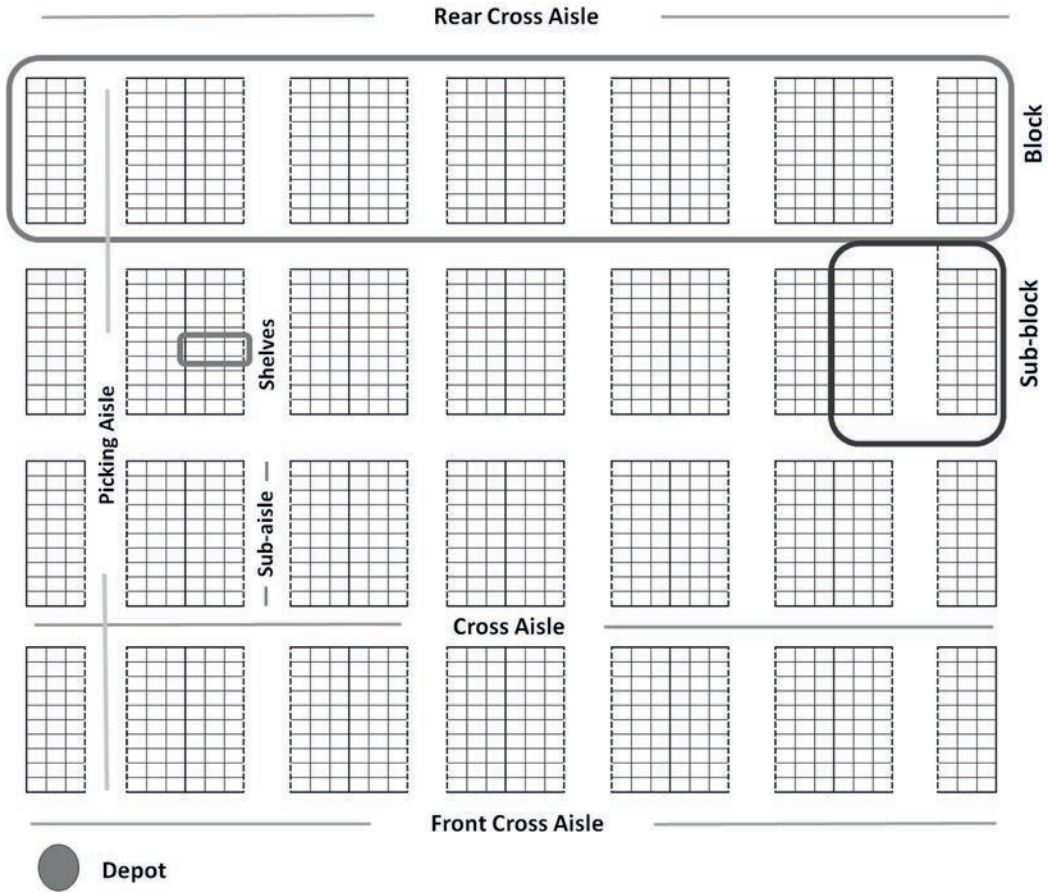 Rear Cross Aisle
Block
Sub-block
Shelves
Picking Aisle
Sub-aisle
Cross Aisle
Front Cross Aisle
Depot